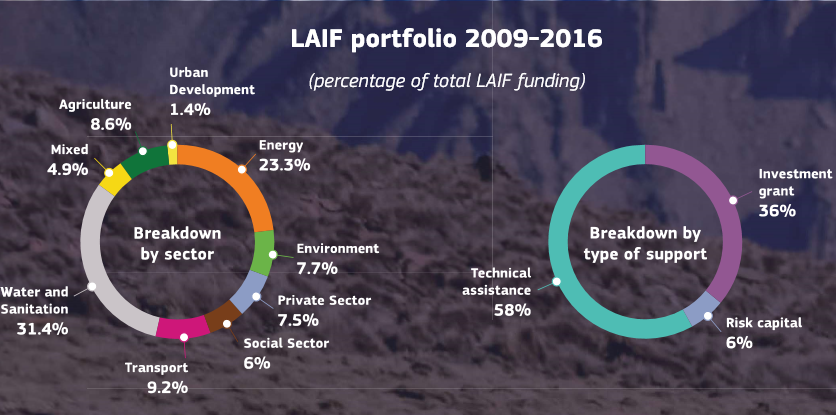 LAIF portfolio 2009–2016
(percentage of total LAIF funding)
Urban
Development
1.4%
Agriculture
8.6%
Mixed
4.9%
Energy
23.3%
Breakdown
by sector
Environment
7.7%
Private Sector
7.5%
Water and
Sanitation
31.4%
Social Sector
6%
Transport
9.2%
Investment
grant
36%
Breakdown by
type of support
Technical
assistance
58%
Risk capital
6%